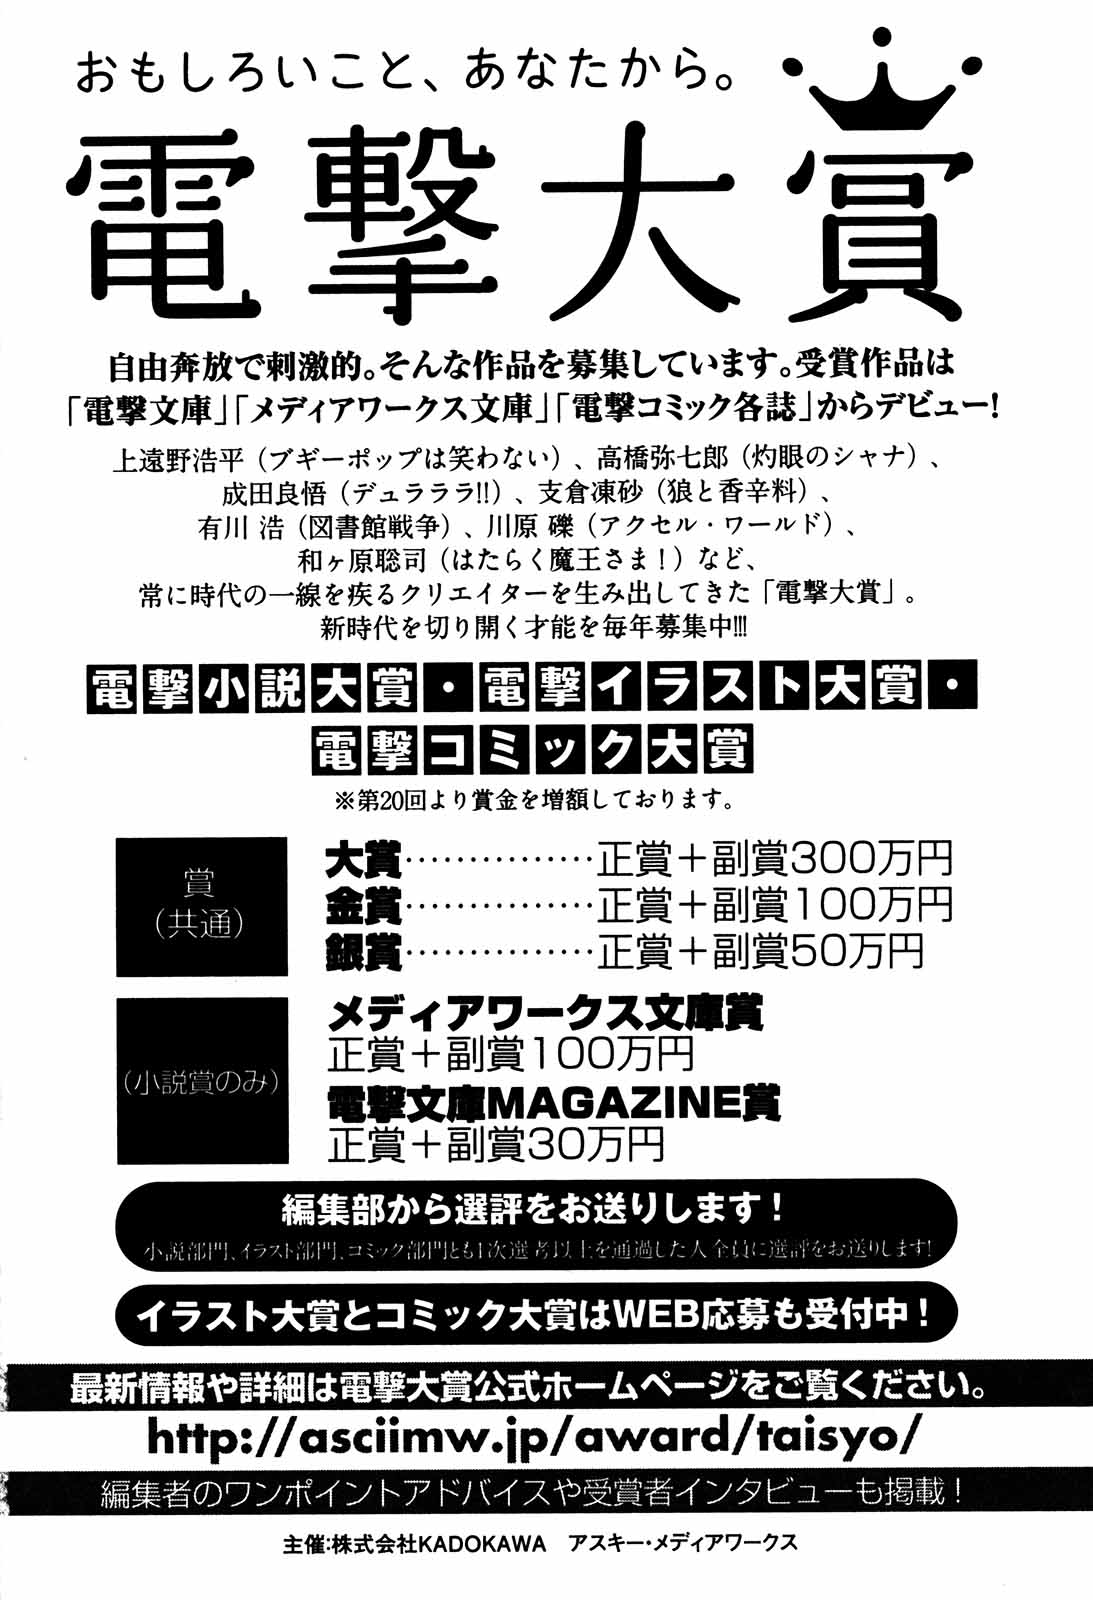 おもしろいこと、あなたから。
電撃大賞
自由奔放で刺激的。そんな作品を募集しています。受賞作品は
「電撃文庫」「メディアワークス文庫」「電撃コミック各誌」からデビュー！
上遠野浩平（ブギーポップは笑わない）、高橋弥七郎（灼眼のシャナ）、
成田良悟（デュラララ!!）、支倉凍砂（狼と香辛料）、
有川 浩（図書館戦争）、川原 礫（アクセル・ワールド）、
和ヶ原聡司（はたらく魔王さま！）など、
常に時代の一線を疾るクリエイターを生み出してきた「電撃大賞」。
新時代を切り開く才能を毎年募集中!!!
電撃小説大賞・電撃イラスト大賞・
電撃コミック大賞
※第20回より賞金を増額しております。
賞
（共通）
大賞……………正賞＋副賞300万円
金賞……………正賞＋副賞100万円
銀賞……………正賞＋副賞50万円
（小説賞のみ）
メディアワークス文庫賞
正賞＋副賞100万円
電撃文庫MAGAZINE賞
正賞＋副賞30万円
編集部から選評をお送りします！
小説部門、イラスト部門、コミック部門とも1次選考以上を通過した人全員に選評をお送りします!
イラスト大賞とコミック大賞はWEB応募も受付中！
最新情報や詳細は電撃大賞公式ホームページをご覧ください。
http://asciimw.jp/award/taisyo/
編集者のワンポイントアドバイスや受賞者インタビューも掲載！
主催:株式会社KADOKAWA　アスキー・メディアワークス